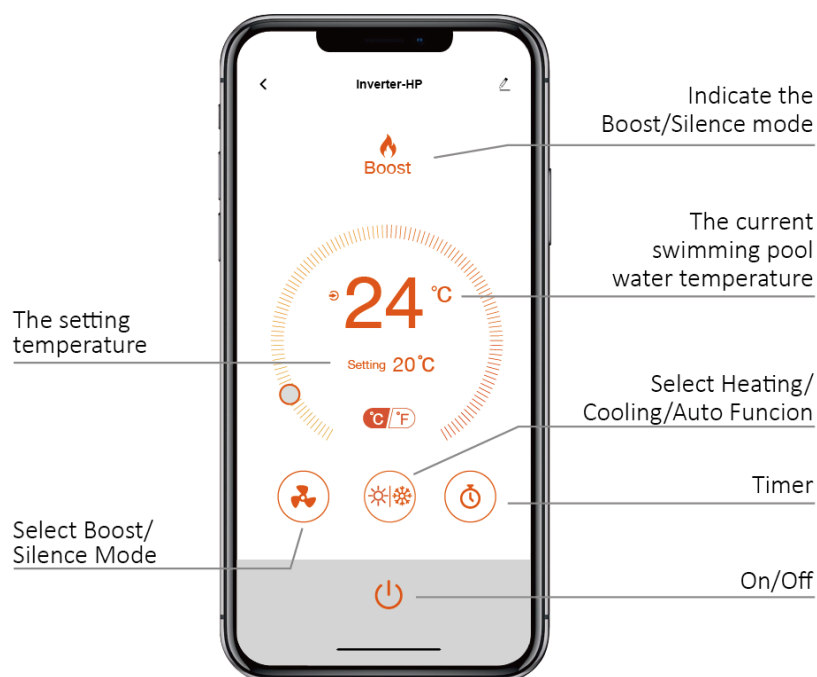 Inverter-HP
Indicate the
Boost/Silence mode
Boost
The current
swimming pool
water temperature
24 °C
The setting
temperature
Setting 20°C
Select Heating/
Cooling/Auto Funcion
°C/°F
Timer
Select Boost/
Silence Mode
On/Off